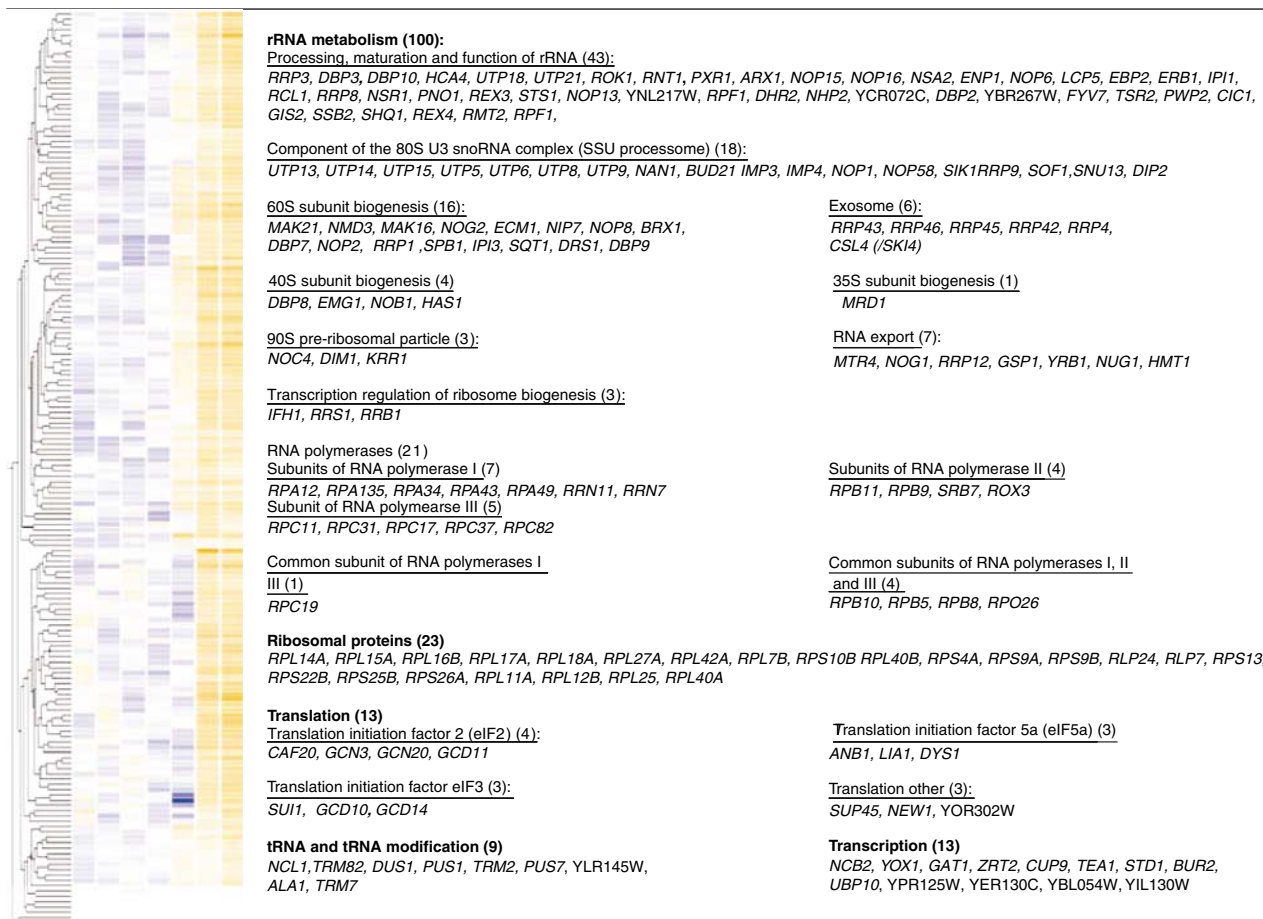 rRNA metabolism (100):
Processing, maturation and function of rRNA (43):
RRP3, DBP3, DBP10, HCA4, UTP18, UTP21, ROK1, RNT1, PXR1, ARX1, NOP15, NOP16, NSA2, ENP1, NOP6, LCP5, EBP2, ERB1, IPI1,
RCL1, RRP8, NSR1, PNO1, REX3, STS1, NOP13, YNL217W, RPF1, DHR2, NHP2, YCR072C, DBP2, YBR267W, FYV7, TSR2, PWP2, CIC1,
GIS2, SSB2, SHQ1, REX4, RMT2, RPF1,
Component of the 80S U3 snoRNA complex (SSU processome) (18):
UTP13, UTP14, UTP15, UTP5, UTP6, UTP8, UTP9, NAN1, BUD21 IMP3, IMP4, NOP1, NOP58, SIK1RRP9, SOF1,SNU13, DIP2
60S subunit biogenesis (16):
MAK21, NMD3, MAK16, NOG2, ECM1, NIP7, NOP8, BRX1,
DBP7, NOP2, RRP1 ,SPB1, IPI3, SQT1, DRS1, DBP9
Exosome (6):
RRP43, RRP46, RRP45, RRP42, RRP4,
CSL4 (/SKI4)
40S subunit biogenesis (4)
DBP8, EMG1, NOB1, HAS1
35S subunit biogenesis (1)
MRD1
90S pre-ribosomal particle (3):
NOC4, DIM1, KRR1
RNA export (7):
MTR4, NOG1, RRP12, GSP1, YRB1, NUG1, HMT1
Transcription regulation of ribosome biogenesis (3):
IFH1, RRS1, RRB1
RNA polymerases (21)
Subunits of RNA polymerase I (7)
RPA12, RPA135, RPA34, RPA43, RPA49, RRN11, RRN7
Subunit of RNA polymearse III (5)
RPC11, RPC31, RPC17, RPC37, RPC82
Subunits of RNA polymerase II (4)
RPB11, RPB9, SRB7, ROX3
Common subunit of RNA polymerases I
III (1)
RPC19
Common subunits of RNA polymerases I, II
and III (4)
RPB10, RPB5, RPB8, RPO26
Ribosomal proteins (23)
RPL14A, RPL15A, RPL16B, RPL17A, RPL18A, RPL27A, RPL42A, RPL7B, RPS10B RPL40B, RPS4A, RPS9A, RPS9B, RLP24, RLP7, RPS13,
RPS22B, RPS25B, RPS26A, RPL11A, RPL12B, RPL25, RPL40A
Translation (13)
Translation initiation factor 2 (eIF2) (4):
CAF20, GCN3, GCN20, GCD11
Translation initiation factor 5a (eIF5a) (3)
ANB1, LIA1, DYS1
Translation initiation factor eIF3 (3):
SUI1, GCD10, GCD14
Translation other (3):
SUP45, NEW1, YOR302W
tRNA and tRNA modification (9)
NCL1,TRM82, DUS1, PUS1, TRM2, PUS7, YLR145W,
ALA1, TRM7
Transcription (13)
NCB2, YOX1, GAT1, ZRT2, CUP9, TEA1, STD1, BUR2,
UBP10, YPR125W, YER130C, YBL054W, YIL130W